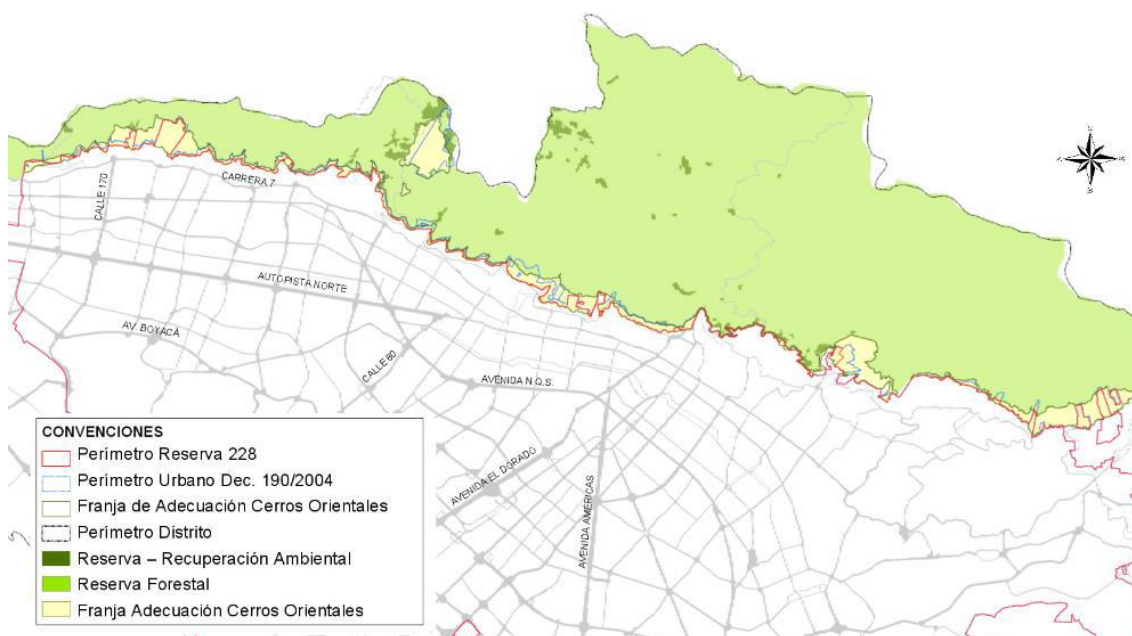 CALLE 170
CARRERA 7
AUTOPISTA NORTE
AV. BOYACÁ
CALLE 80
AVENIDA N.Q.S.
AVENIDA EL DORADO
AVENIDA AMERICAS
CONVENCIONES
Perímetro Reserva 228
Perímetro Urbano Dec. 190/2004
Franja de Adecuación Cerros Orientales
Perímetro Distrito
Reserva – Recuperación Ambiental
Reserva Forestal
Franja Adecuación Cerros Orientales